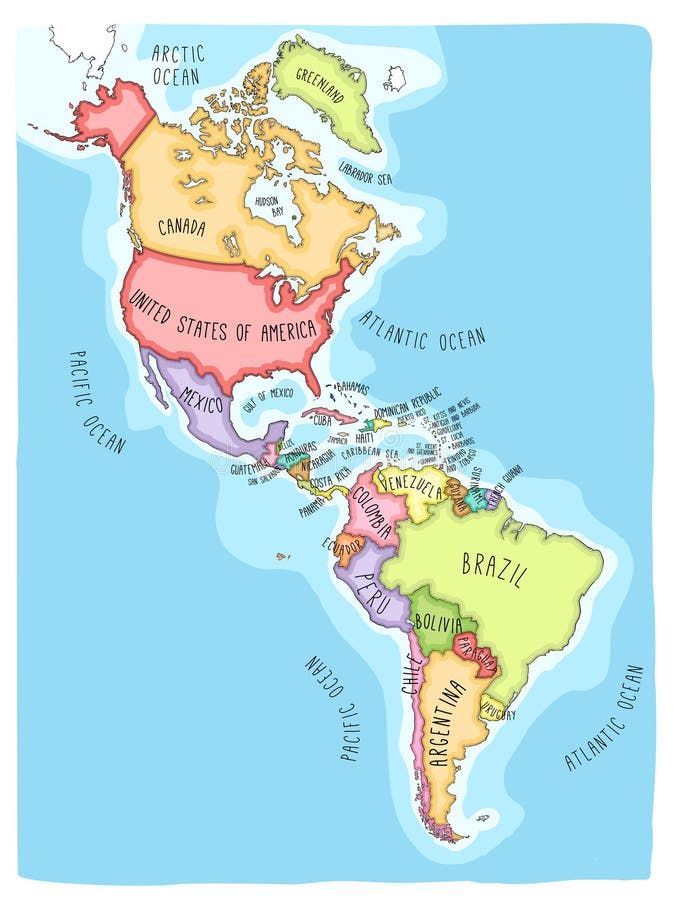 ARCTIC
OCEAN
GREENLAND
LABRADOR SEA
HUDSON
BAY
CANADA
UNITED STATES OF AMERICA
ATLANTIC OCEAN
PACIFIC OCEAN
MEXICO
GULF OF MEXICO
BAHAMAS
CUBA
DOMINICAN REPUBLIC
PUERTO RICO
ST. KITTS AND NEVIS
ANTIGUA AND BARBUDA
GUADELOUPE
ST. LUCIA
BARBADOS
ST. VINCENT
GRENADA
TRINIDAD
AND TOBAGO
JAMAICA
HAITI
CARIBBEAN SEA
BELIZE
GUATEMALA
HONDURAS
SAN SALVADOR
NICARAGUA
COSTA RICA
PANAMA
VENEZUELA
GUYANA
SURINAME
FRENCH GUIANA
COLOMBIA
ECUADOR
PERU
BRAZIL
BOLIVIA
PARAGUAY
CHILE
ARGENTINA
URUGUAY
PACIFIC OCEAN
ATLANTIC OCEAN